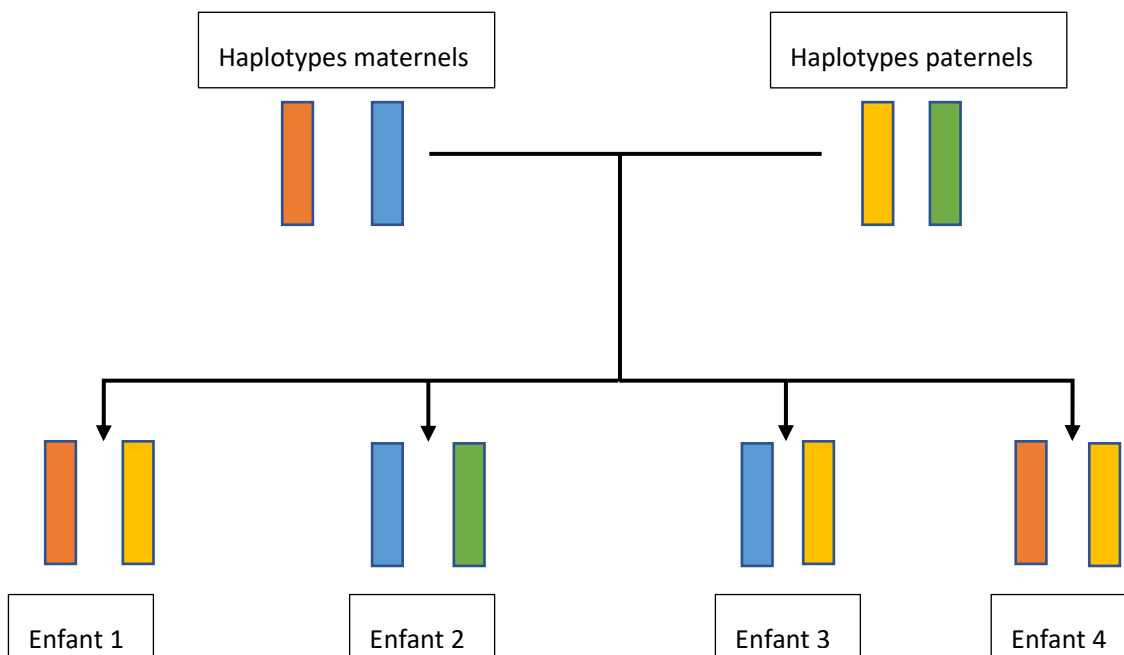 Haplotypes maternels
Haplotypes paternels
Enfant 1
Enfant 2
Enfant 3
Enfant 4